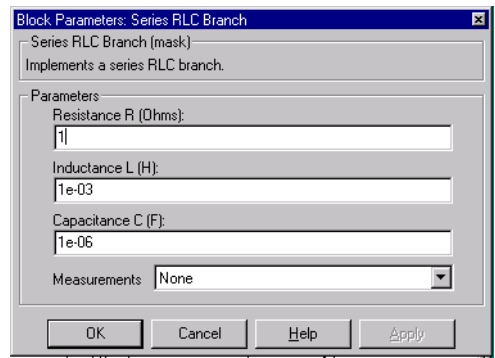 Block Parameters: Series RLC Branch
Series RLC Branch (mask)
Implements a series RLC branch.
Parameters
Resistance R (Ohms):
1
Inductance L (H):
1e-03
Capacitance C (F):
1e-06
Measurements None
OK Cancel Help Apply